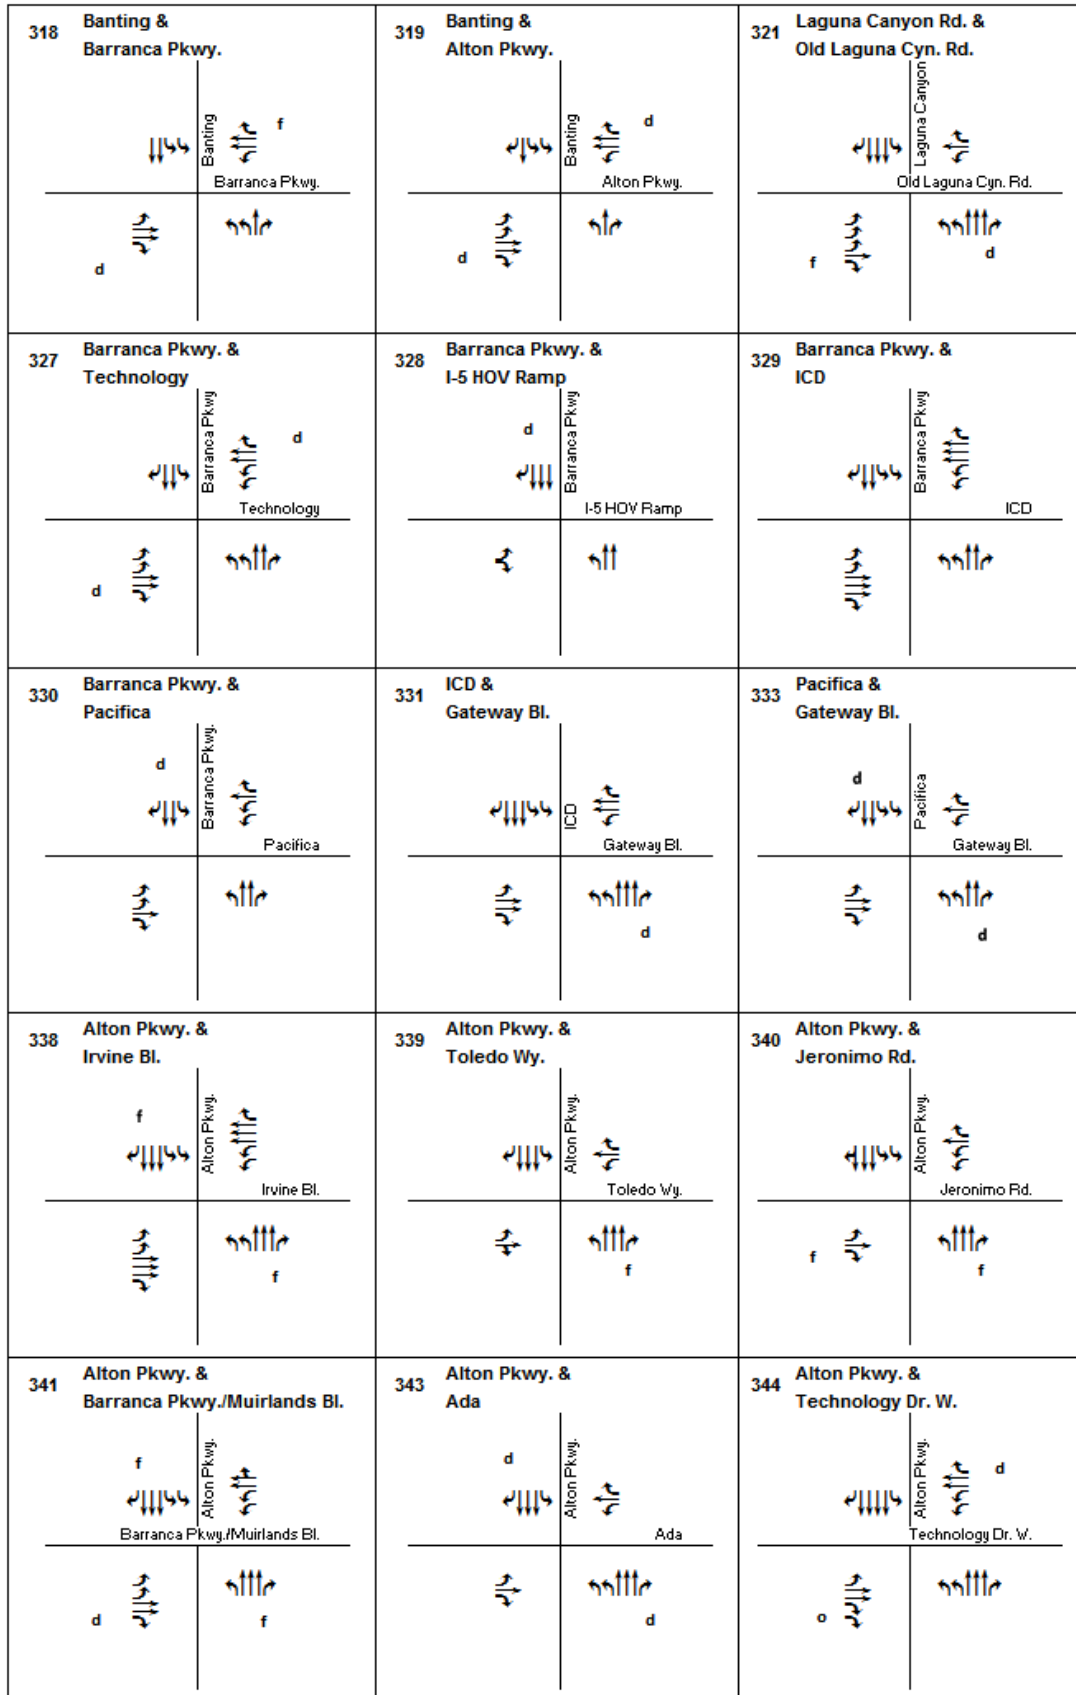 318 Banting &
Barranca Pkwy.
Banting
f
Barranca Pkwy.
d
319 Banting &
Alton Pkwy.
Banting
d
Alton Pkwy.
d
321 Laguna Canyon Rd. &
Old Laguna Cyn. Rd.
Laguna Canyon
Old Laguna Cyn. Rd.
f
d
327 Barranca Pkwy. &
Technology
Barranca Pkwy
d
Technology
d
328 Barranca Pkwy. &
I-5 HOV Ramp
d
Barranca Pkwy
I-5 HOV Ramp
329 Barranca Pkwy. &
ICD
Barranca Pkwy
ICD
330 Barranca Pkwy. &
Pacifica
d
Barranca Pkwy.
Pacifica
331 ICD &
Gateway Bl.
ICD
Gateway Bl.
d
333 Pacifica &
Gateway Bl.
d
Pacifica
Gateway Bl.
d
338 Alton Pkwy. &
Irvine Bl.
f
Alton Pkwy.
Irvine Bl.
f
339 Alton Pkwy. &
Toledo Wy.
Alton Pkwy.
Toledo Wy.
f
340 Alton Pkwy. &
Jeronimo Rd.
Alton Pkwy.
Jeronimo Rd.
f
f
341 Alton Pkwy. &
Barranca Pkwy./Muirlands Bl.
f
Alton Pkwy.
Barranca Pkwy./Muirlands Bl.
d
f
343 Alton Pkwy. &
Ada
d
Alton Pkwy.
Ada
d
344 Alton Pkwy. &
Technology Dr. W.
Alton Pkwy.
d
Technology Dr. W.
o